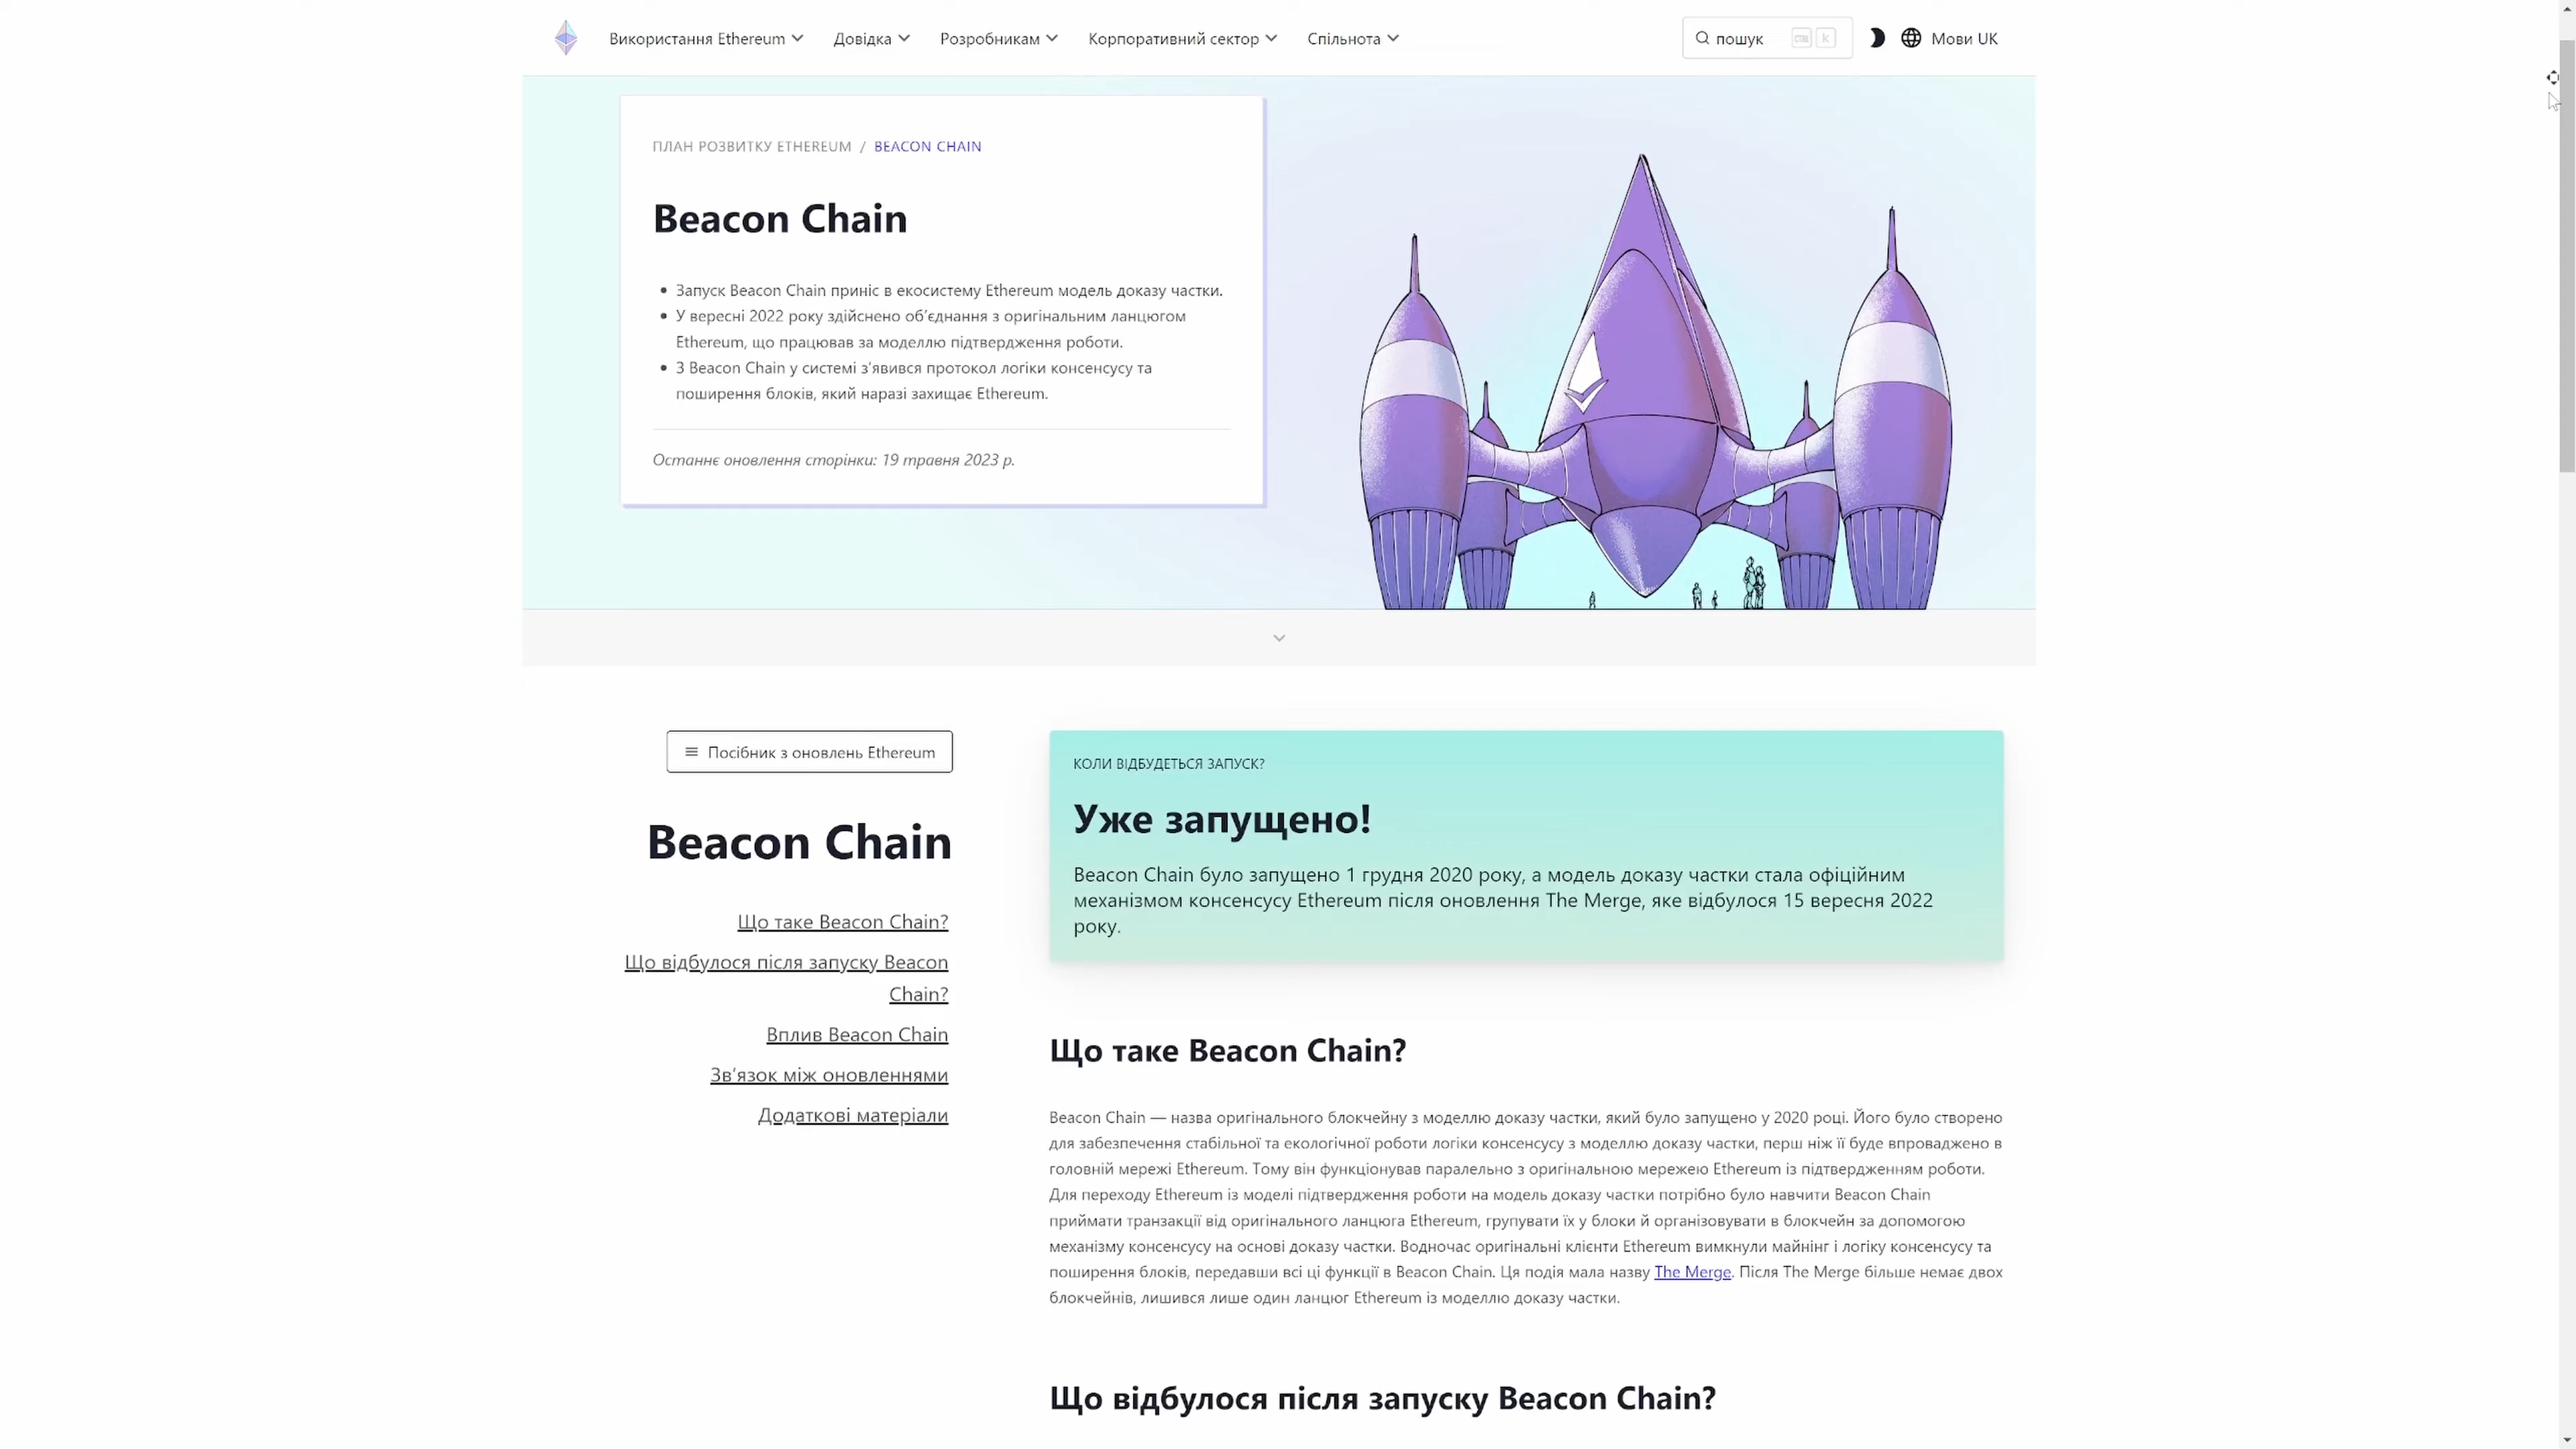 Використання Ethereum Довідка Розробникам Корпоративний сектор Спільнота пошук k Мови UK
ПЛАН РОЗВИТКУ ETHEREUM / BEACON CHAIN
Beacon Chain
Запуск Beacon Chain приніс в екосистему Ethereum модель доказу частки.
У вересні 2022 року здійснено об’єднання з оригінальним ланцюгом
Ethereum, що працював за моделлю підтвердження роботи.
З Beacon Chain у системі з’явився протокол логіки консенсусу та
поширення блоків, який наразі захищає Ethereum.
Останнє оновлення сторінки: 19 травня 2023 р.
Посібник з оновлень Ethereum
Beacon Chain
Що таке Beacon Chain?
Що відбулося після запуску Beacon
Chain?
Вплив Beacon Chain
Зв’язок між оновленнями
Додаткові матеріали
КОЛИ ВІДБУДЕТЬСЯ ЗАПУСК?
Уже запущено!
Beacon Chain було запущено 1 грудня 2020 року, а модель доказу частки стала офіційним
механізмом консенсусу Ethereum після оновлення The Merge, яке відбулося 15 вересня 2022
року.
Що таке Beacon Chain?
Beacon Chain — назва оригінального блокчейну з моделлю доказу частки, який було запущено у 2020 році. Його було створено
для забезпечення стабільної та екологічної роботи логіки консенсусу з моделлю доказу частки, перш ніж її буде впроваджено в
головній мережі Ethereum. Тому він функціонував паралельно з оригінальною мережею Ethereum із підтвердженням роботи.
Для переходу Ethereum із моделі підтвердження роботи на модель доказу частки потрібно було навчити Beacon Chain
приймати транзакції від оригінального ланцюга Ethereum, групувати їх у блоки й організовувати в блокчейн за допомогою
механізму консенсусу на основі доказу частки. Водночас оригінальні клієнти Ethereum вимкнули майнінг і логіку консенсусу та
поширення блоків, передавши всі ці функції в Beacon Chain. Ця подія мала назву The Merge. Після The Merge більше немає двох
блокчейнів, лишився лише один ланцюг Ethereum із моделлю доказу частки.
Що відбулося після запуску Beacon Chain?